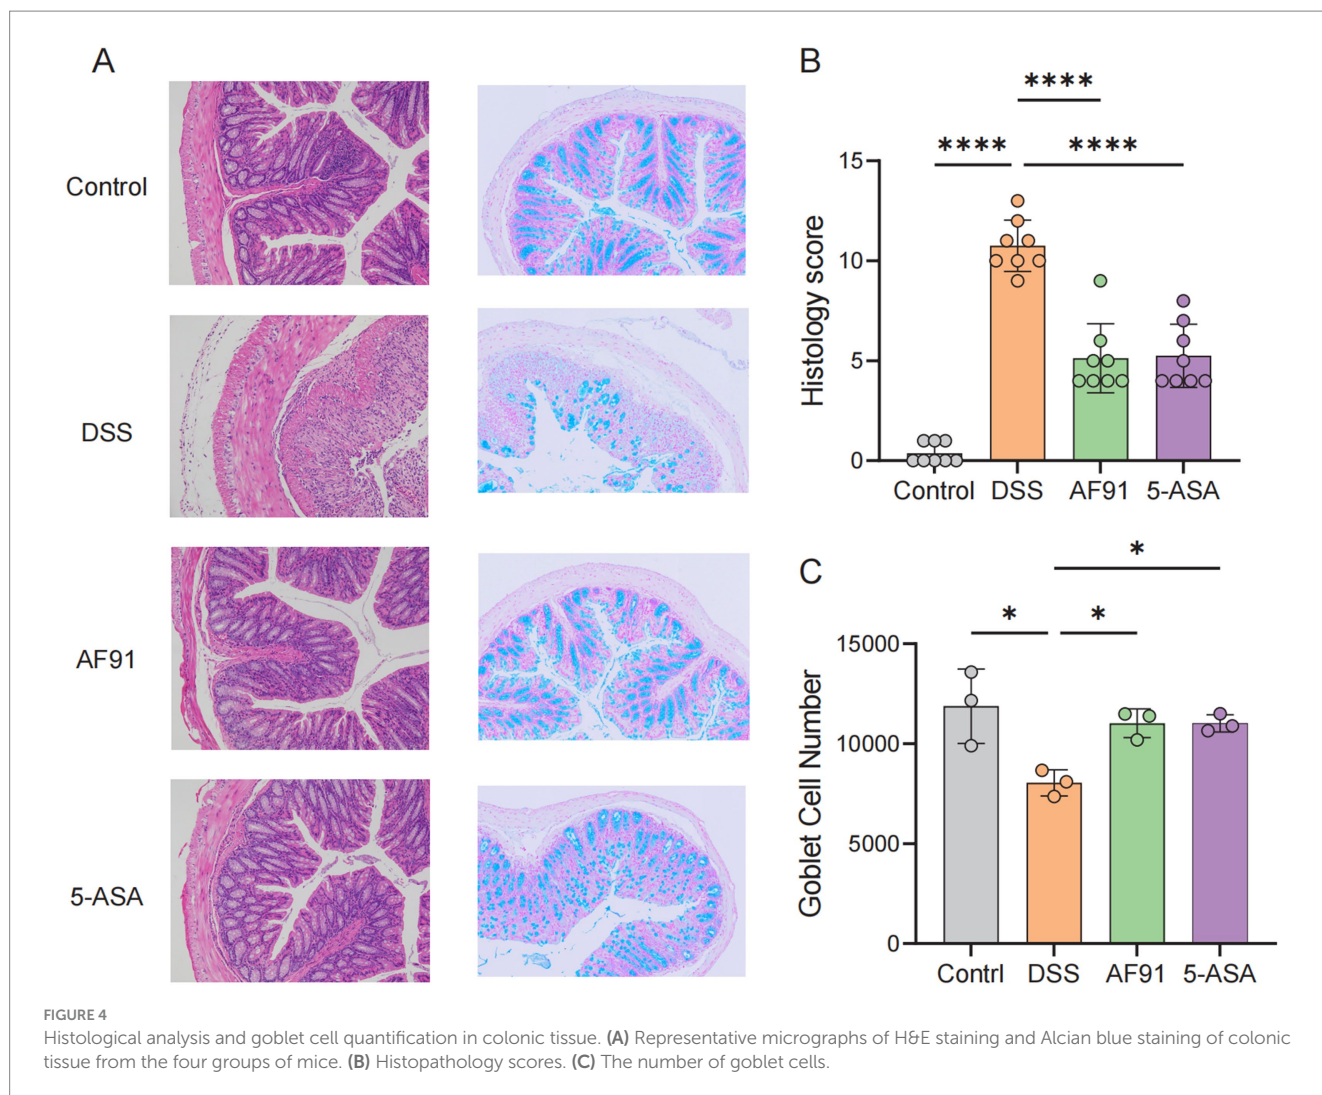 A
Control
DSS
AF91
5-ASA
B
****
**** ****
Histology score
15
10
5
0
Control DSS AF91 5-ASA
C
*
* *
Goblet Cell Number
15000
10000
5000
0
Contrl DSS AF91 5-ASA
FIGURE 4
Histological analysis and goblet cell quantification in colonic tissue. (A) Representative micrographs of H&E staining and Alcian blue staining of colonic
tissue from the four groups of mice. (B) Histopathology scores. (C) The number of goblet cells.